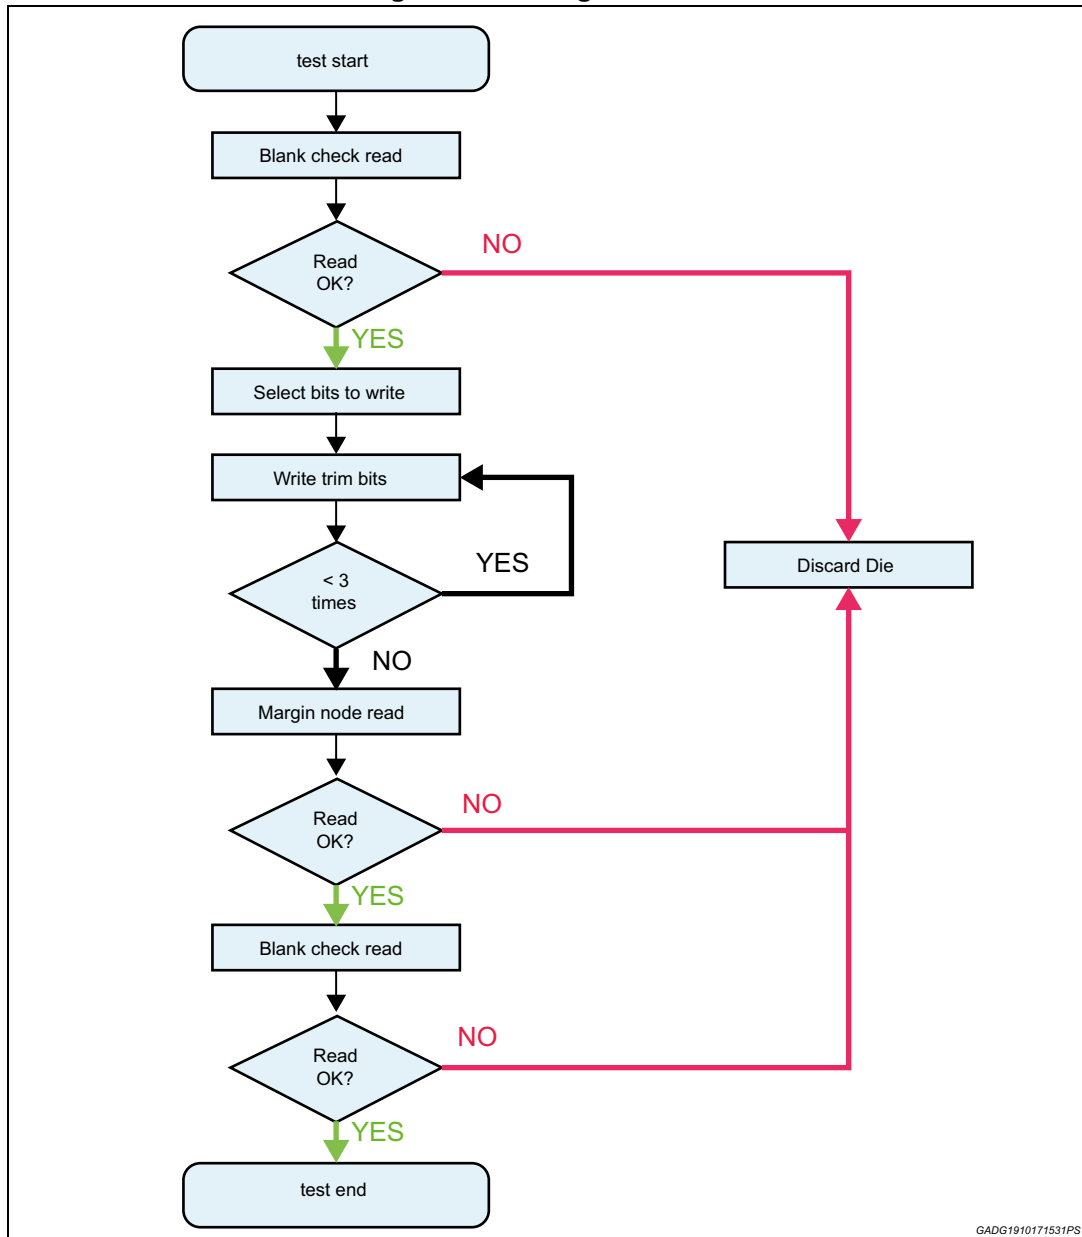 test start
Blank check read
Read
OK?
NO
YES
Select bits to write
Write trim bits
< 3
times
YES
Discard Die
NO
Margin node read
Read
OK?
NO
YES
Blank check read
Read
OK?
NO
YES
test end
GADG1910171531PS